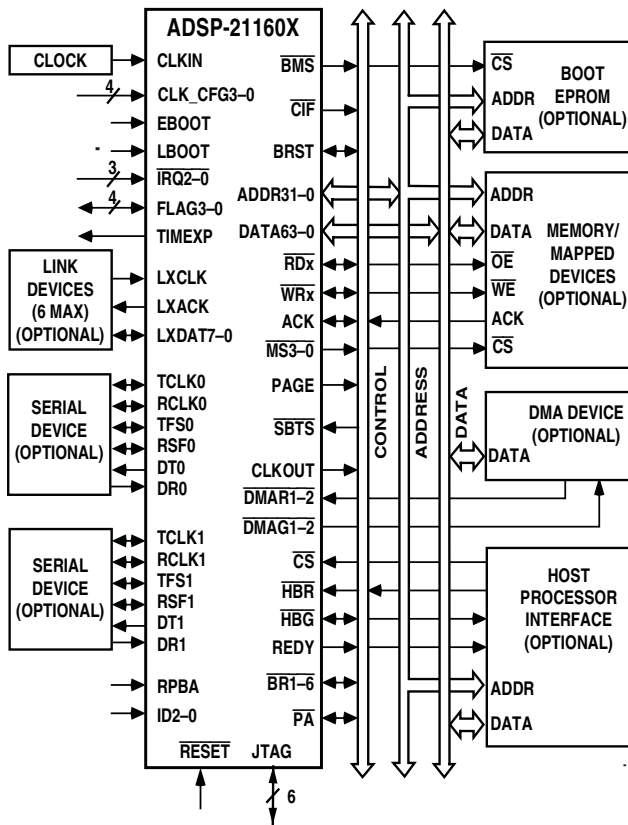 ADSP-21160X
CLOCK
CLKIN
4
CLK_CFG3–0
EBOOT
LBOOT
3
IRQ2–0
4
FLAG3–0
TIMEXP
LINK
DEVICES
(6 MAX)
(OPTIONAL)
LXCLK
LXACK
LXDAT7–0
SERIAL
DEVICE
(OPTIONAL)
TCLK0
RCLK0
TFS0
RSF0
DT0
DR0
SERIAL
DEVICE
(OPTIONAL)
TCLK1
RCLK1
TFS1
RSF1
DT1
DR1
RPBA
ID2–0
RESET
JTAG
6
BMS
CIF
BRST
ADDR31–0
DATA63–0
RDx
WRx
ACK
MS3–0
PAGE
SBTS
CLKOUT
DMAR1–2
DMAG1–2
CS
HBR
HBG
REDY
BR1–6
PA
CONTROL
ADDRESS
DATA
CS
ADDR
DATA
BOOT
EPROM
(OPTIONAL)
ADDR
DATA
OE
WE
ACK
CS
MEMORY/
MAPPED
DEVICES
(OPTIONAL)
DMA DEVICE
(OPTIONAL)
DATA
HOST
PROCESSOR
INTERFACE
(OPTIONAL)
ADDR
DATA